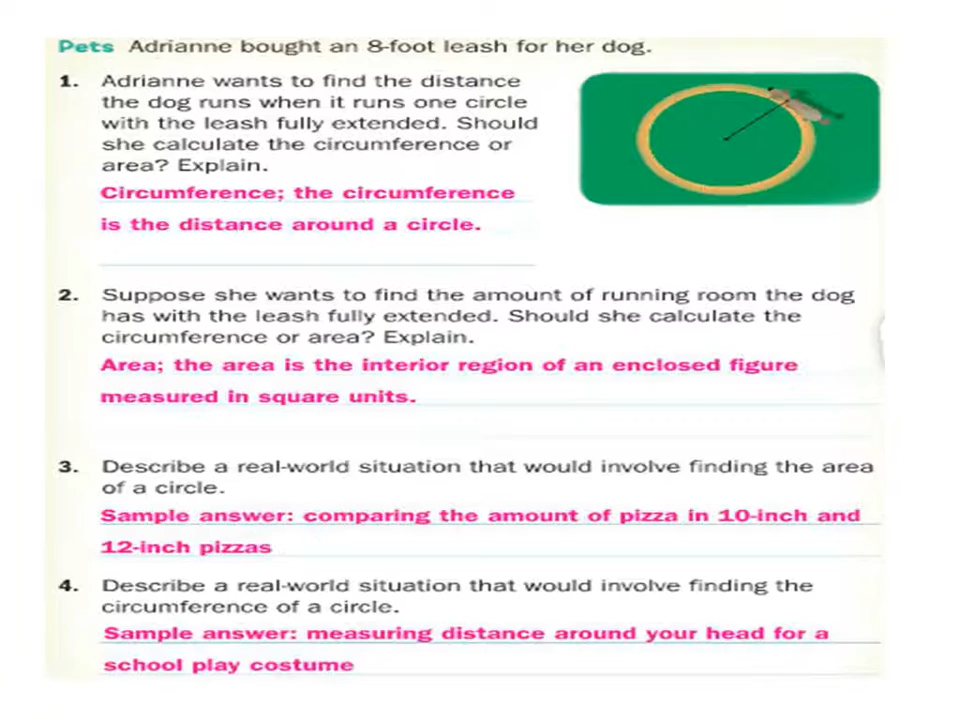 Pets Adrianne bought an 8-foot leash for her dog.
1. Adrianne wants to find the distance
the dog runs when it runs one circle
with the leash fully extended. Should
she calculate the circumference or
area? Explain.
Circumference; the circumference
is the distance around a circle.
2. Suppose she wants to find the amount of running room the dog
has with the leash fully extended. Should she calculate the
circumference or area? Explain.
Area; the area is the interior region of an enclosed figure
measured in square units.
3. Describe a real-world situation that would involve finding the area
of a circle.
Sample answer: comparing the amount of pizza in 10-inch and
12-inch pizzas
4. Describe a real-world situation that would involve finding the
circumference of a circle.
Sample answer: measuring distance around your head for a
school play costume